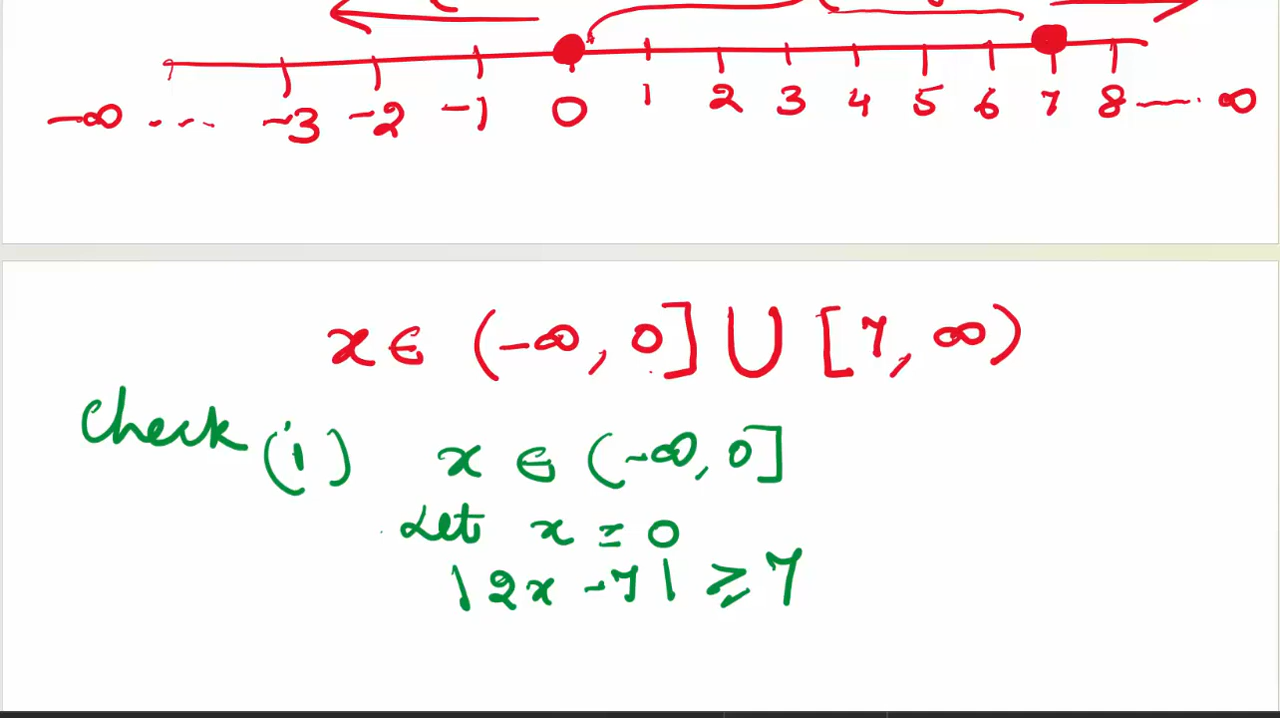 -∞ ... -3 -2 -1 0 1 2 3 4 5 6 7 8 ---- ∞
x ∈ (-∞, 0] ∪ [7, ∞)
Check (i) x ∈ (-∞, 0]
Let x = 0
|2x - 7| ≥ 7